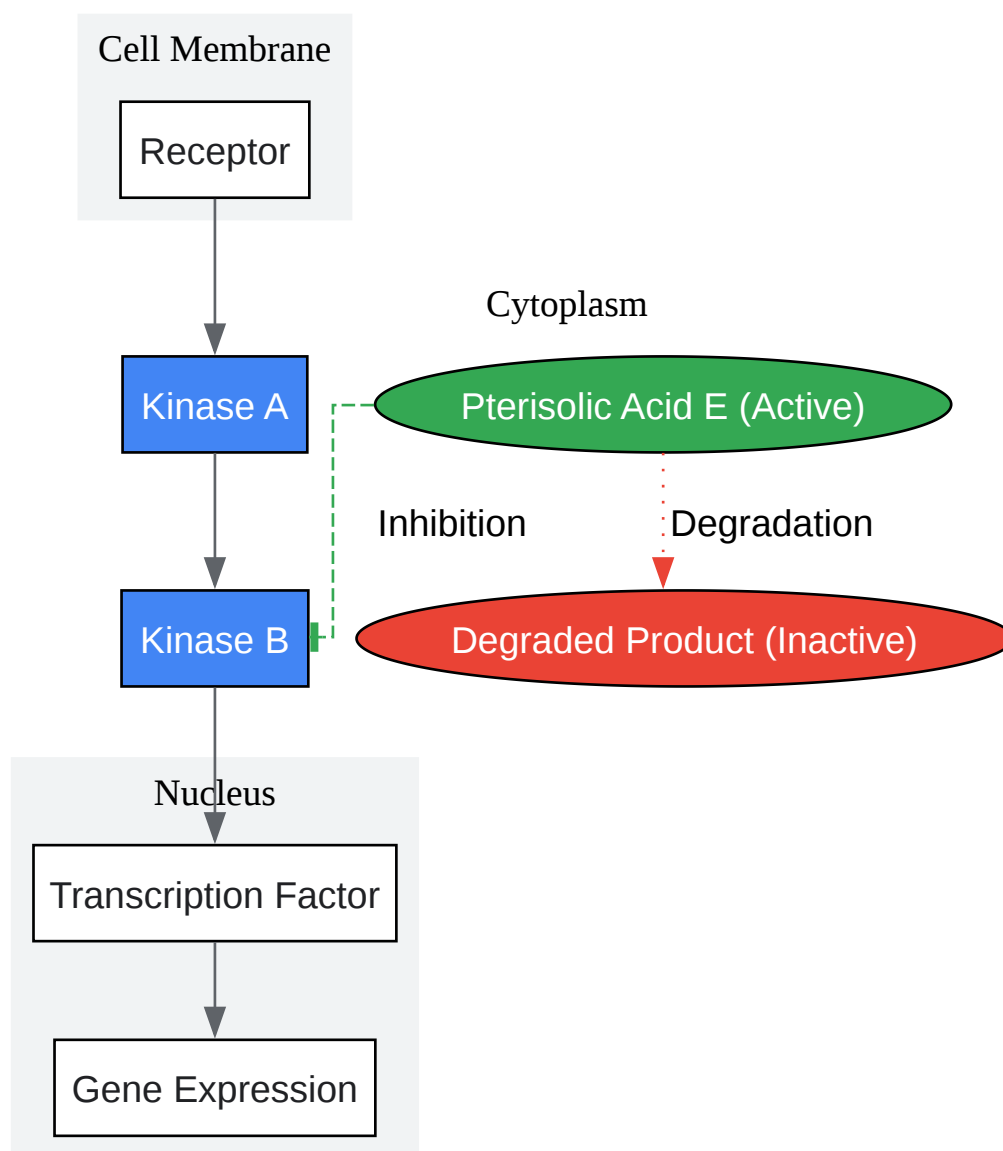 Cell Membrane
Receptor
Cytoplasm
Kinase A
Pterisolic Acid E (Active)
Inhibition
Degradation
Kinase B
Degraded Product (Inactive)
Nucleus
Transcription Factor
Gene Expression